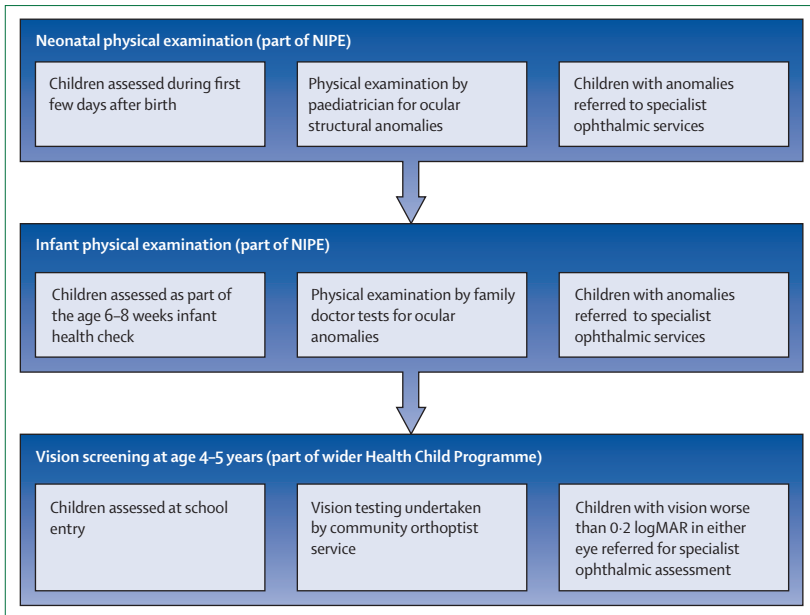 Neonatal physical examination (part of NIPE)
Children assessed during first
few days after birth
Physical examination by
paediatrician for ocular
structural anomalies
Children with anomalies
referred to specialist
ophthalmic services
Infant physical examination (part of NIPE)
Children assessed as part of
the age 6–8 weeks infant
health check
Physical examination by family
doctor tests for ocular
anomalies
Children with anomalies
referred to specialist
ophthalmic services
Vision screening at age 4–5 years (part of wider Health Child Programme)
Children assessed at school
entry
Vision testing undertaken
by community orthoptist
service
Children with vision worse
than 0·2 logMAR in either
eye referred for specialist
ophthalmic assessment